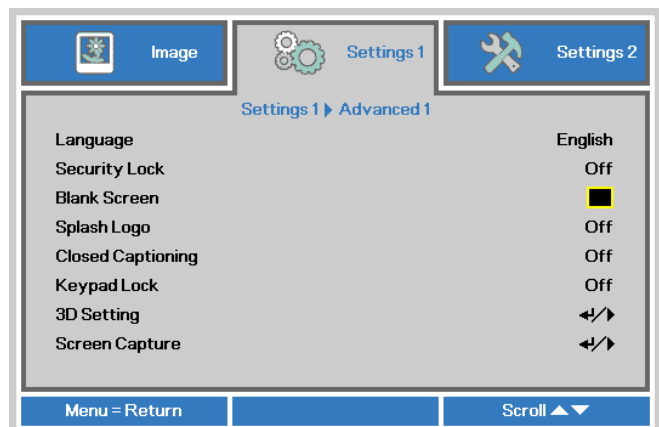 Image Settings 1 Settings 2
Settings 1 ▶ Advanced 1
Language English
Security Lock Off
Blank Screen
Splash Logo Off
Closed Captioning Off
Keypad Lock Off
3D Setting ↵/▶
Screen Capture ↵/▶
Menu = Return Scroll ▲▼